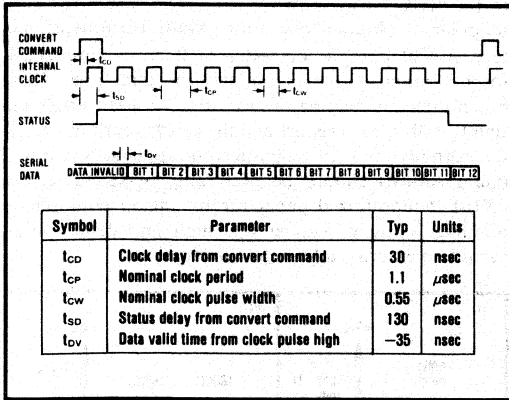 CONVERT
COMMAND
INTERNAL
CLOCK
tCD
tSD
tCP
tCW
STATUS
tDV
SERIAL
DATA
DATA INVALID BIT 1 BIT 2 BIT 3 BIT 4 BIT 5 BIT 6 BIT 7 BIT 8 BIT 9 BIT 10 BIT 11 BIT 12
Symbol Parameter Typ Units
tCD Clock delay from convert command 30 nsec
tCP Nominal clock period 1.1 μsec
tCW Nominal clock pulse width 0.55 μsec
tSD Status delay from convert command 130 nsec
tDV Data valid time from clock pulse high −35 nsec